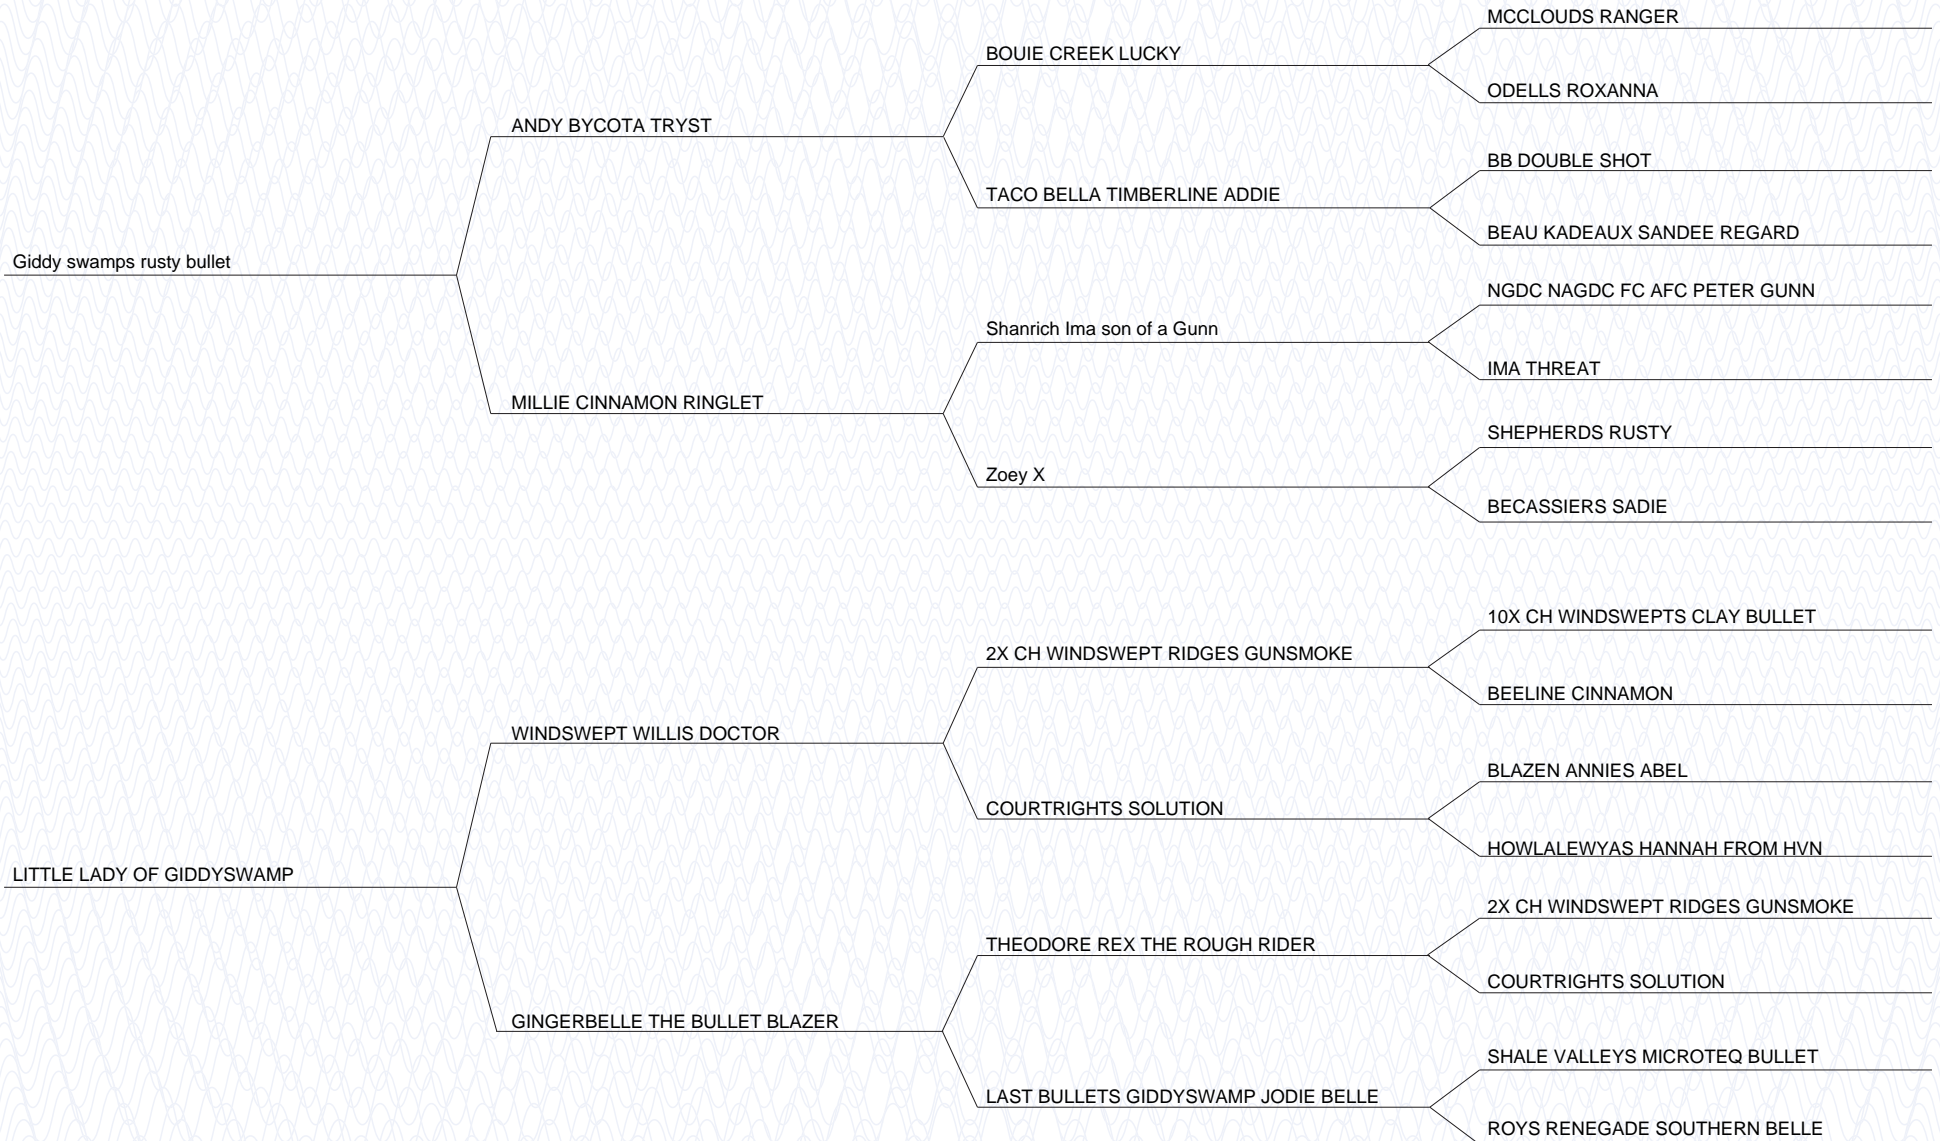 MCCLOUDS RANGER
BOUIE CREEK LUCKY
ODELLS ROXANNA
ANDY BYCOTA TRYST
BB DOUBLE SHOT
TACO BELLA TIMBERLINE ADDIE
BEAU KADEAUX SANDEE REGARD
Giddy swamps rusty bullet
NGDC NAGDC FC AFC PETER GUNN
Shanrich Ima son of a Gunn
IMA THREAT
MILLIE CINNAMON RINGLET
SHEPHERDS RUSTY
Zoey X
BECASSIERS SADIE
10X CH WINDSWEPTS CLAY BULLET
2X CH WINDSWEPT RIDGES GUNSMOKE
BEELINE CINNAMON
WINDSWEPT WILLIS DOCTOR
BLAZEN ANNIES ABEL
COURTRIGHTS SOLUTION
HOWLALEWYAS HANNAH FROM HVN
LITTLE LADY OF GIDDYSWAMP
2X CH WINDSWEPT RIDGES GUNSMOKE
THEODORE REX THE ROUGH RIDER
COURTRIGHTS SOLUTION
GINGERBELLE THE BULLET BLAZER
SHALE VALLEYS MICROTEQ BULLET
LAST BULLETS GIDDYSWAMP JODIE BELLE
ROYS RENEGADE SOUTHERN BELLE